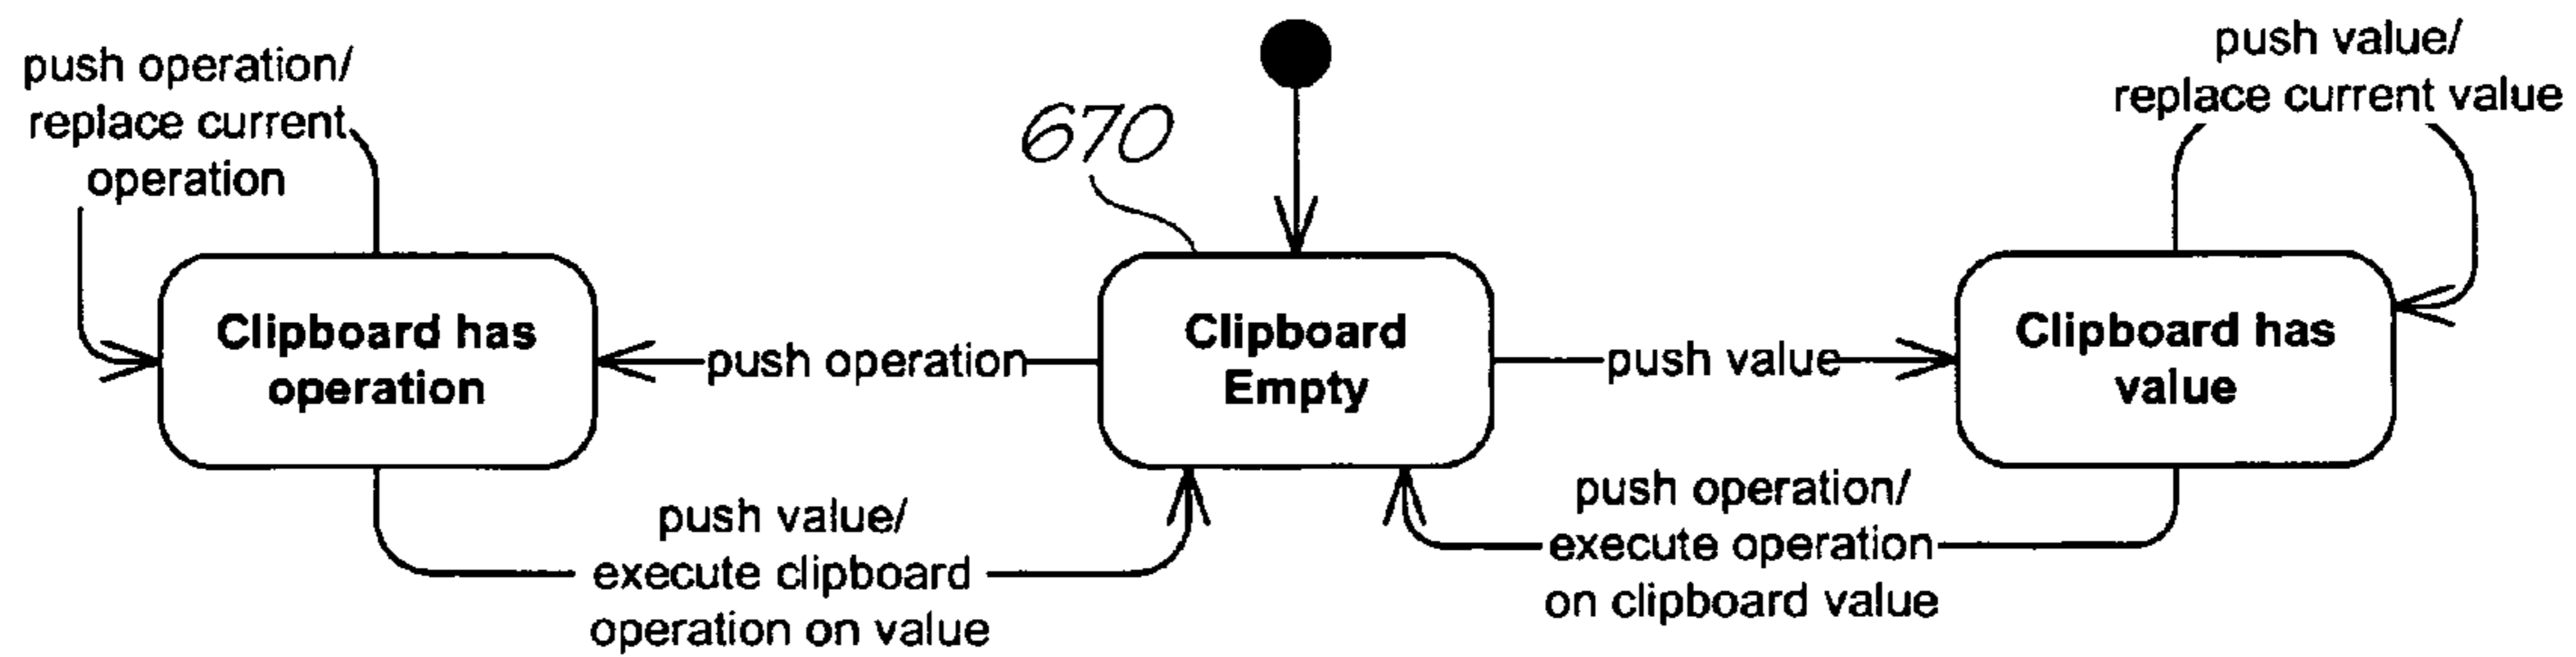 push operation/
replace current
operation
670
push value/
replace current value
Clipboard has
operation
push operation
Clipboard
Empty
push value
Clipboard has
value
push value/
execute clipboard
operation on value
push operation/
execute operation
on clipboard value